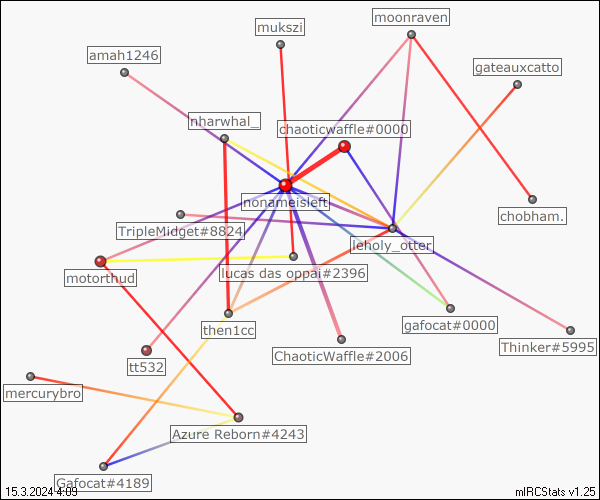 mukszi
moonraven
amah1246
gateauxcatto
nharwhal_
chaoticwaffle#0000
nonameisleft
chobham.
TripleMidget#8824
leholy_otter
lucas das oppai#2396
motorthud
then1cc
gafocat#0000
Thinker#5995
ChaoticWaffle#2006
tt532
mercurybro
Azure Reborn#4243
Gafocat#4189
15.3.2024 4:09
mIRCStats v1.25